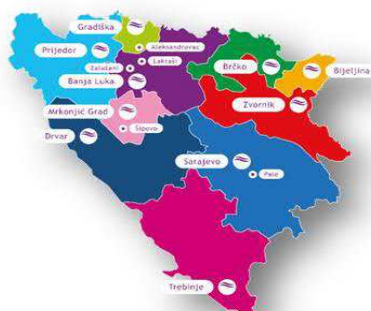 Gradiška
Aleksandrovac
Prijedor
Laktaši
Zalužani
Banja Luka
Brčko
Bijeljina
Mrkonjić Grad
Zvornik
Šipovo
Drvar
Sarajevo
Pale
Trebinje